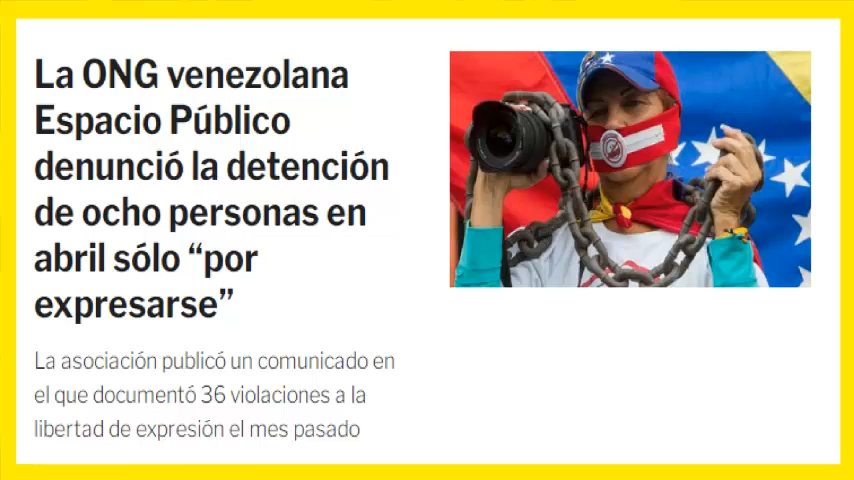 La ONG venezolana
Espacio Público
denunció la detención
de ocho personas en
abril sólo “por
expresarse”
La asociación publicó un comunicado en
el que documentó 36 violaciones a la
libertad de expresión el mes pasado